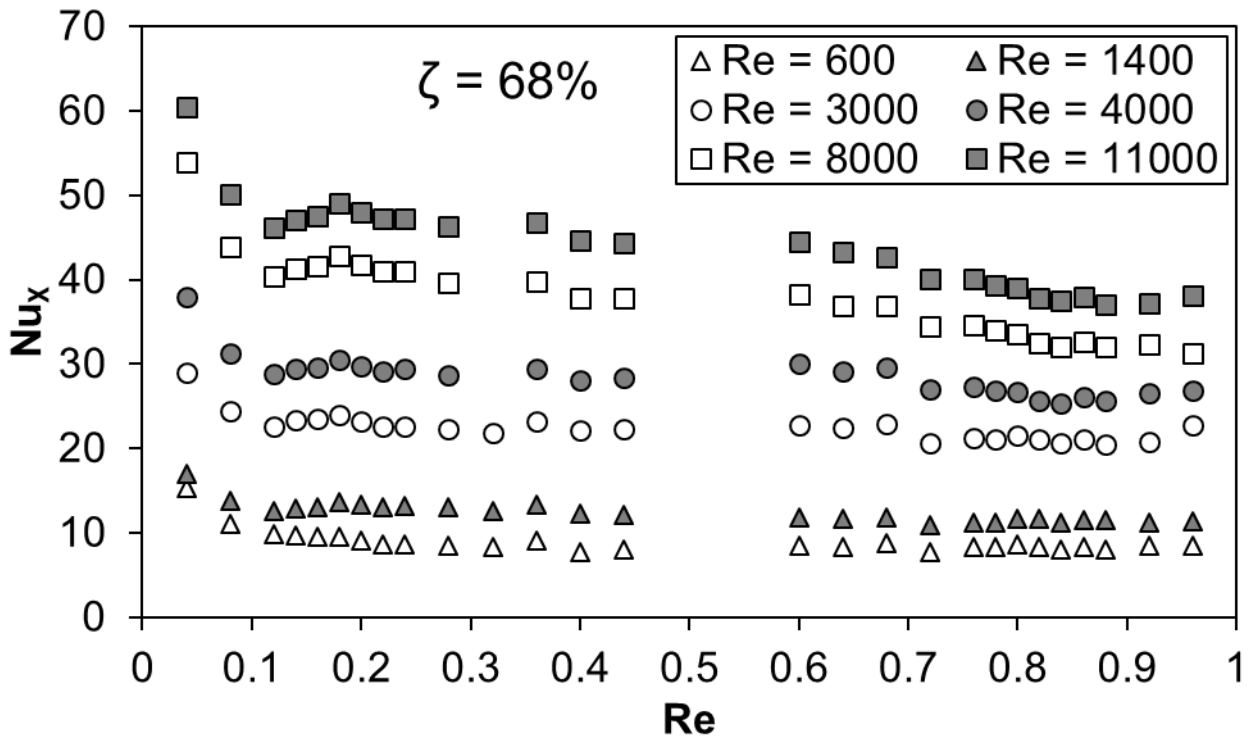 70
60
50
40
30
20
10
0
Nux
ζ = 68%
Re = 600 Re = 1400
Re = 3000 Re = 4000
Re = 8000 Re = 11000
0 0.1 0.2 0.3 0.4 0.5 0.6 0.7 0.8 0.9 1
Re